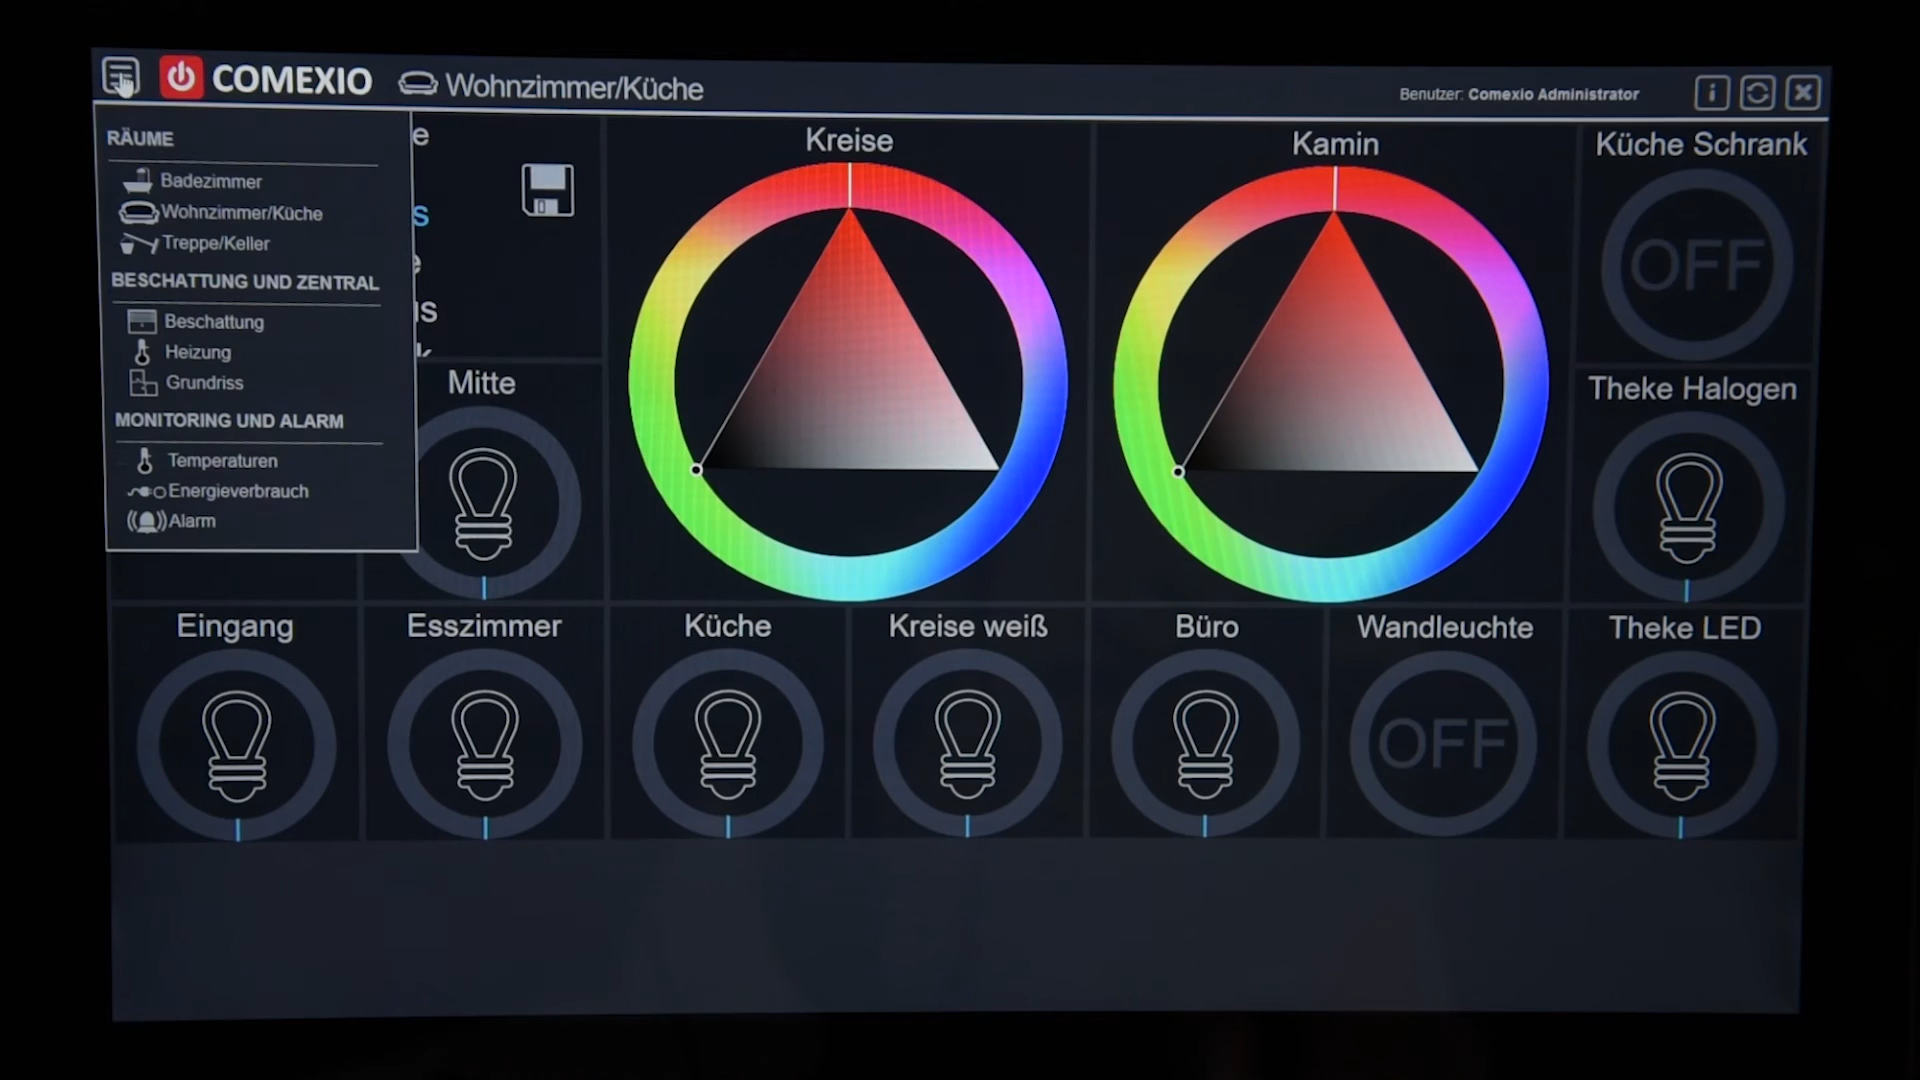 COMEXIO
Wohnzimmer/Küche
Benutzer: Comexio Administrator
RÄUME
Badezimmer
Wohnzimmer/Küche
Treppe/Keller
BESCHATTUNG UND ZENTRAL
Beschattung
Heizung
Grundriss
MONITORING UND ALARM
Temperaturen
Energieverbrauch
Alarm
Kreise
Kamin
Küche Schrank
OFF
Mitte
Theke Halogen
Eingang
Esszimmer
Küche
Kreise weiß
Büro
Wandleuchte
OFF
Theke LED